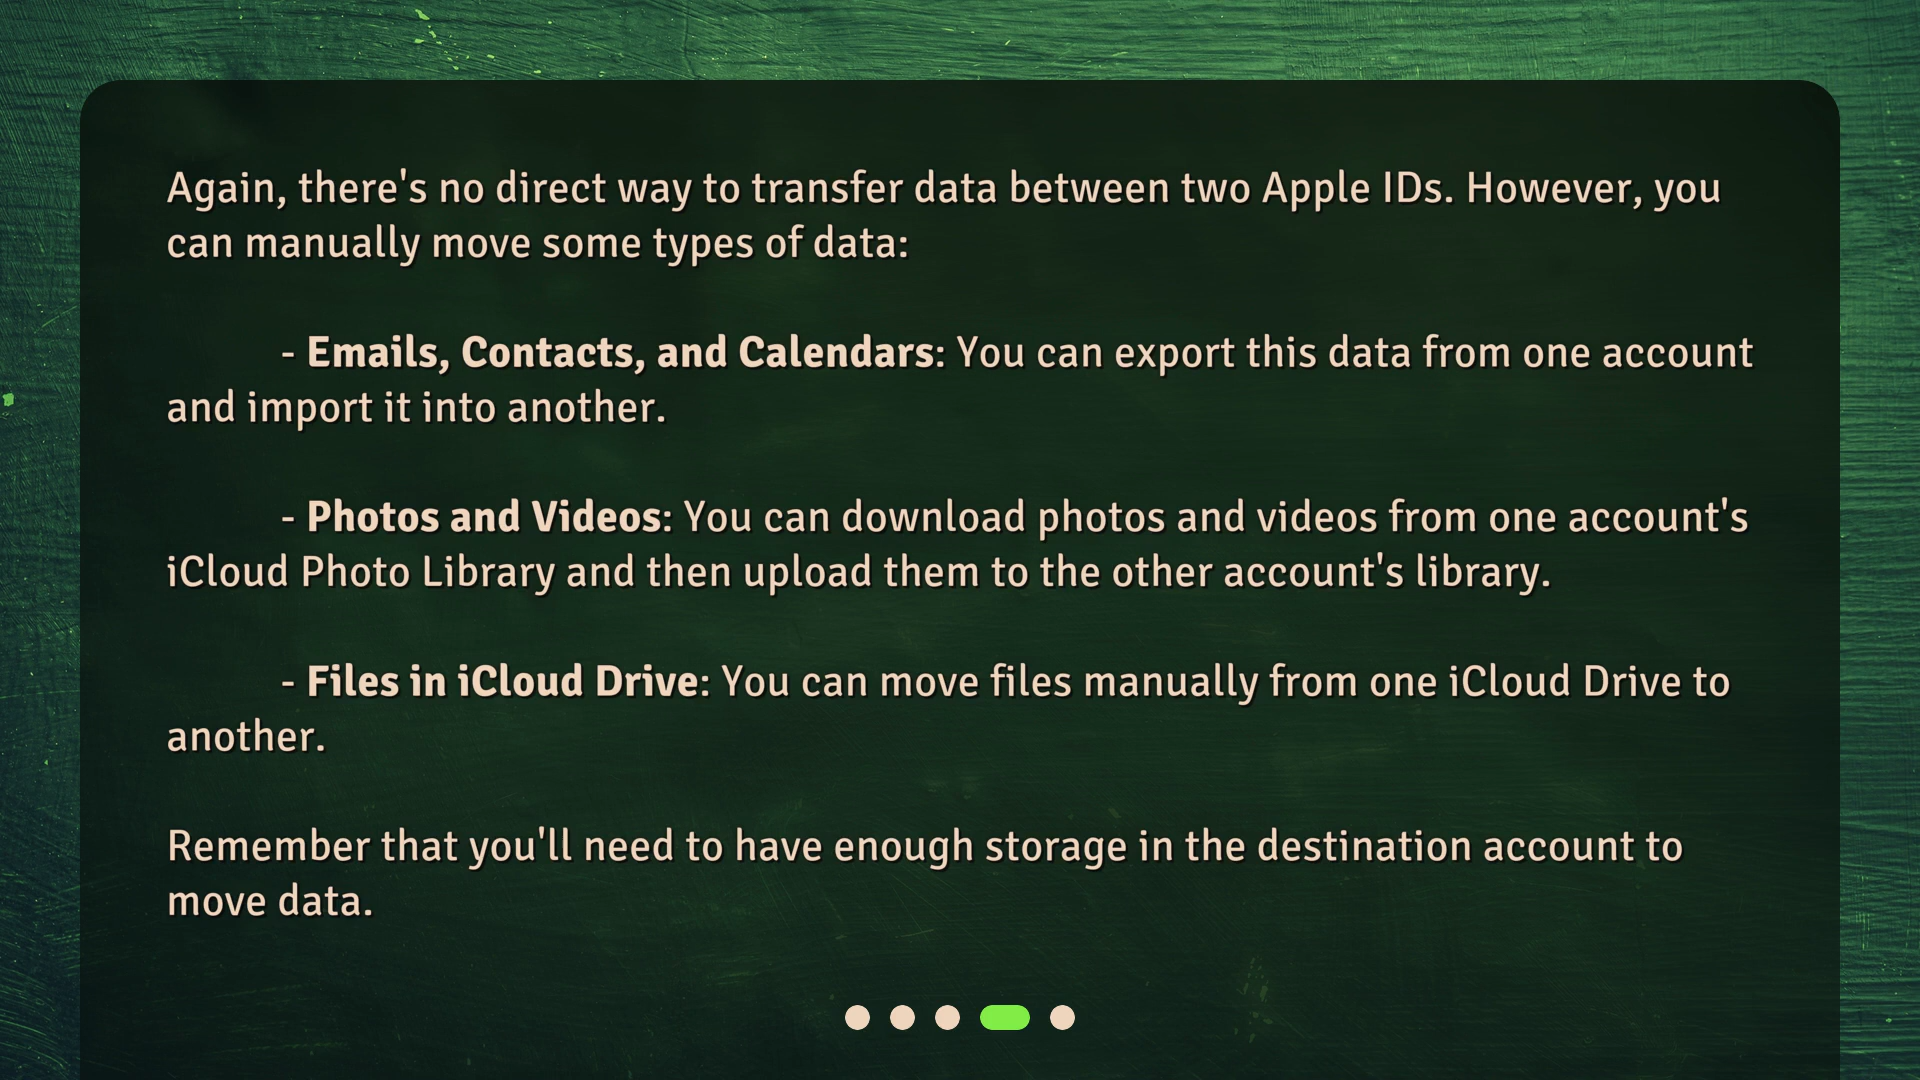 Again, there's no direct way to transfer data between two Apple IDs. However, you
can manually move some types of data:
- Emails, Contacts, and Calendars: You can export this data from one account
and import it into another.
- Photos and Videos: You can download photos and videos from one account's
iCloud Photo Library and then upload them to the other account's library.
- Files in iCloud Drive: You can move files manually from one iCloud Drive to
another.
Remember that you'll need to have enough storage in the destination account to
move data.